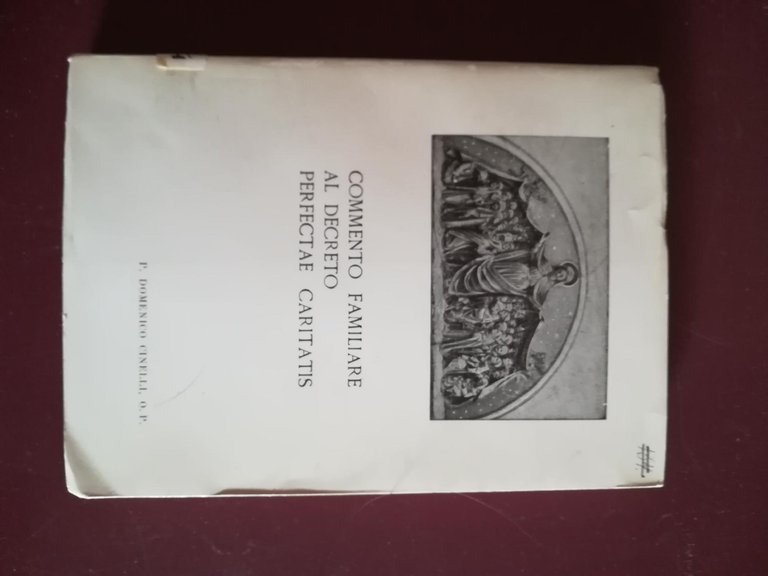 COMMENTO FAMILIARE
AL DECRETO
PERFECTAE CARITATIS
P. DOMENICO CINELLI, O. P.